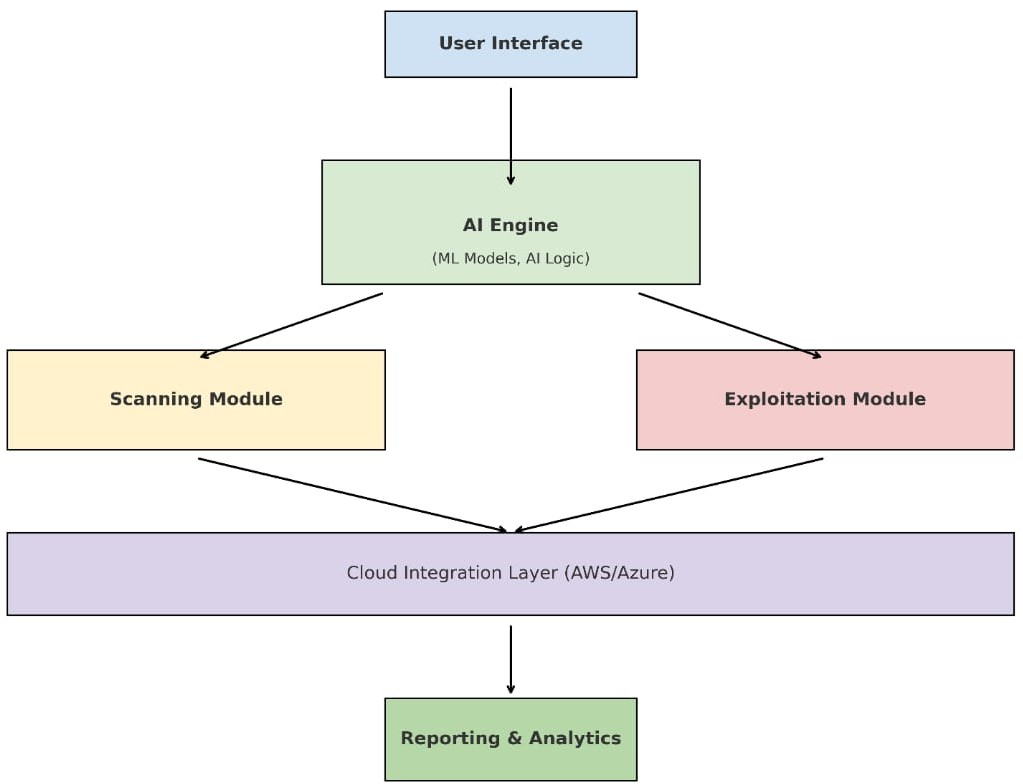 User Interface
AI Engine
(ML Models, AI Logic)
Scanning Module
Exploitation Module
Cloud Integration Layer (AWS/Azure)
Reporting & Analytics